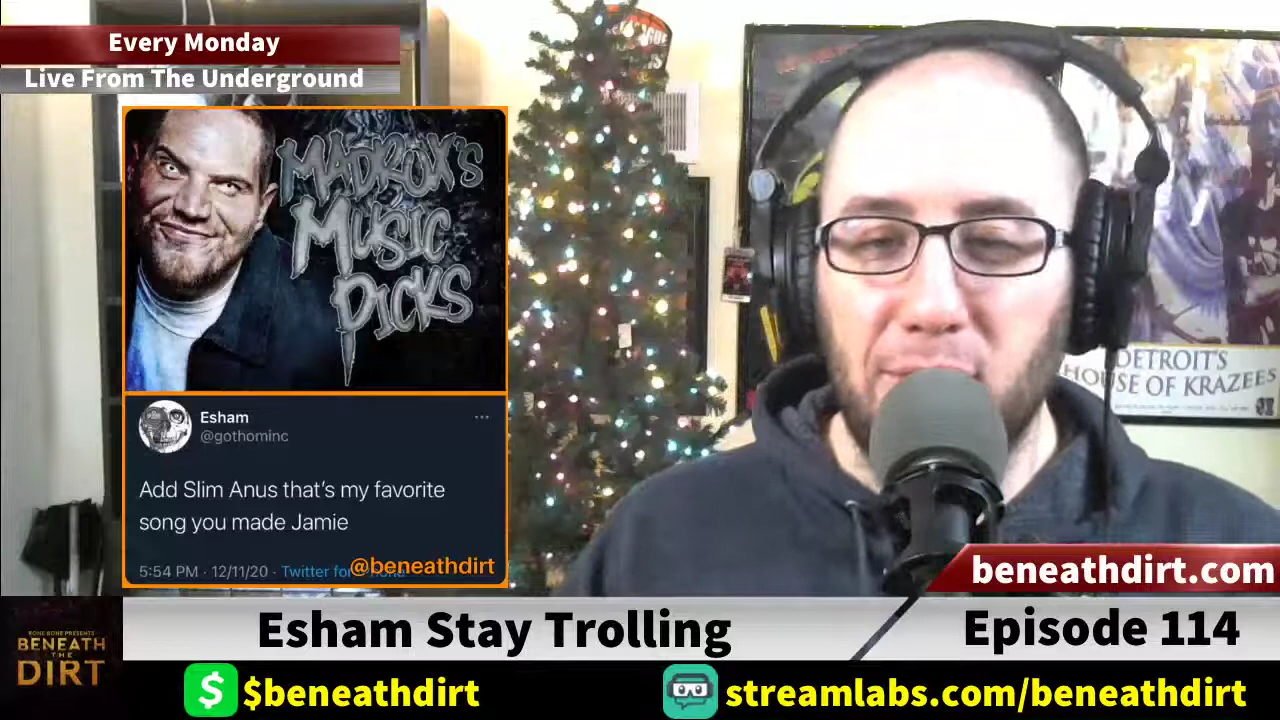 Every Monday
Live From The Underground
MADROX'S
MUSIC
PICKS
Esham
@gothominc
Add Slim Anus that's my favorite
song you made Jamie
5:54 PM · 12/11/20 · Twitter for
@beneathdirt
DETROIT'S
HOUSE OF KRAZEES
beneathdirt.com
Esham Stay Trolling
Episode 114
BENEATH
THE
DIRT
$beneathdirt
streamlabs.com/beneathdirt